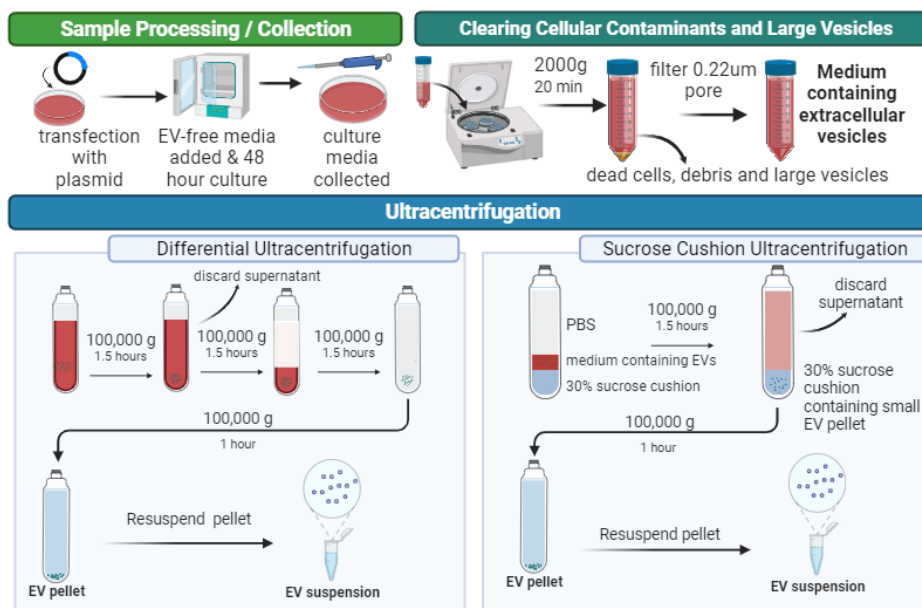 Sample Processing / Collection
transfection
with
plasmid
EV-free media
added & 48
hour culture
culture
media
collected
Clearing Cellular Contaminants and Large Vesicles
2000g
20 min
filter 0.22um
pore
Medium
containing
extracellular
vesicles
dead cells, debris and large vesicles
Ultracentrifugation
Differential Ultracentrifugation
discard supernatant
100,000 g
1.5 hours
100,000 g
1.5 hours
100,000 g
1.5 hours
100,000 g
1 hour
Resuspend pellet
EV pellet
EV suspension
Sucrose Cushion Ultracentrifugation
PBS
medium containing EVs
30% sucrose cushion
100,000 g
1.5 hours
discard
supernatant
30% sucrose
cushion
containing small
EV pellet
100,000 g
1 hour
Resuspend pellet
EV pellet
EV suspension